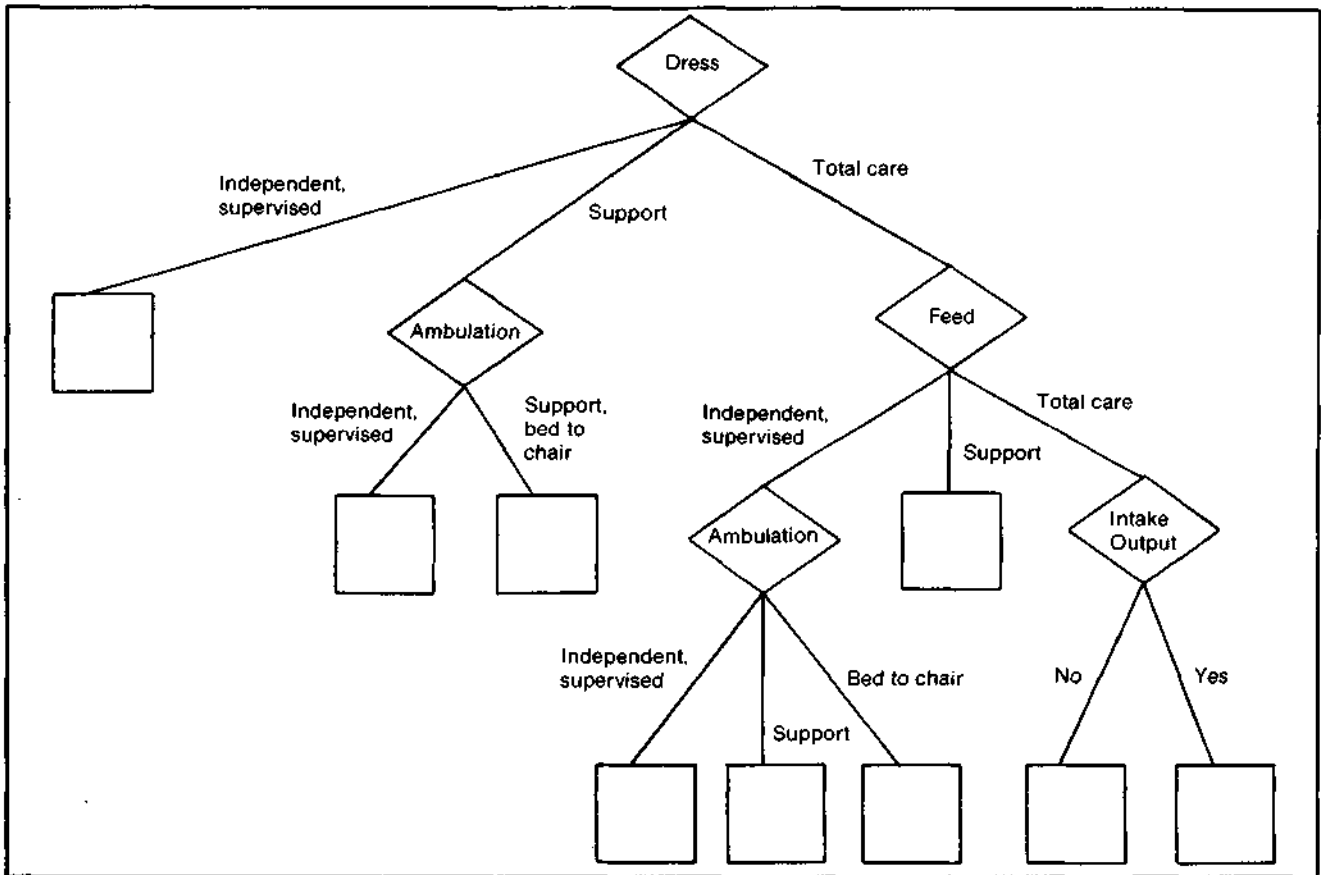 Dress
Total care
Independent,
supervised
Support
Ambulation
Feed
Independent,
supervised
Support,
bed to
chair
Independent,
supervised
Total care
Support
Ambulation
Intake
Output
Independent,
supervised
Support
Bed to chair
No
Yes